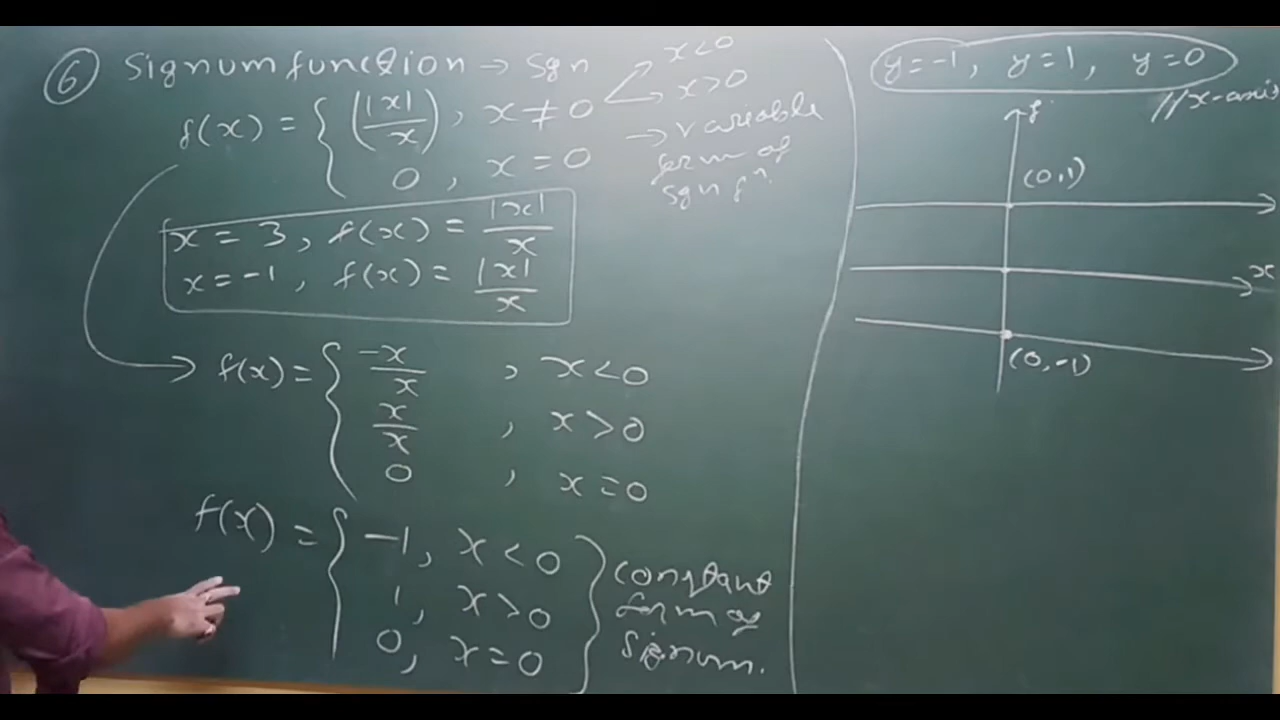 ⑥ Signum function → Sgn
x<0
x>0
f(x) = { |x|/x, x ≠ 0
0, x = 0
→ variable
form of
sgn fⁿ.
x = 3, f(x) = |x|/x
x = -1, f(x) = |x|/x
f(x) = { -x/x , x<0
x/x , x>0
0 , x=0
f(x) = { -1, x<0
1, x>0
0, x=0
} constant
form of
signum.
y=-1, y=1, y=0
//x-axis
(0,1)
x
(0,-1)